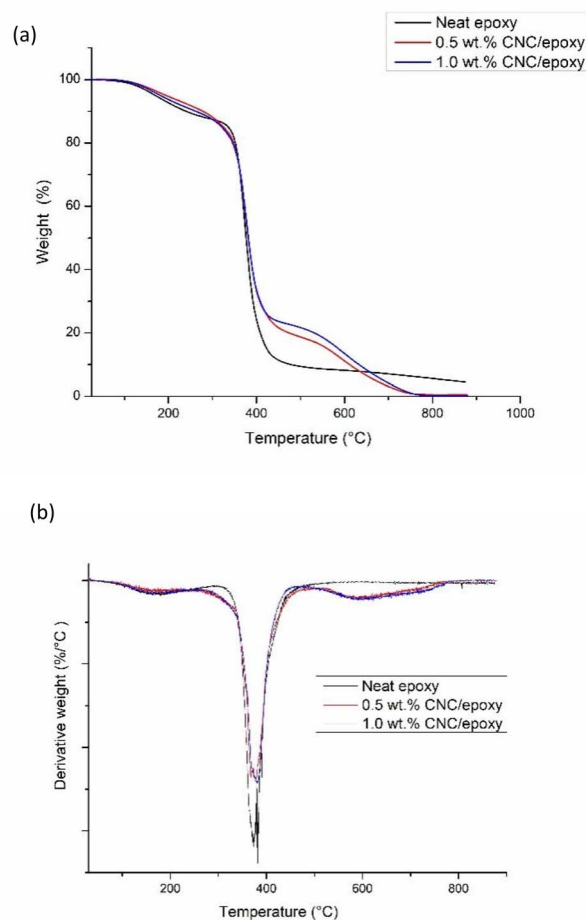 (a)
Neat epoxy
0.5 wt.% CNC/epoxy
1.0 wt.% CNC/epoxy
100
80
60
40
20
0
Weight (%)
200 400 600 800 1000
Temperature (°C)
(b)
Derivative weight (%/°C)
Neat epoxy
0.5 wt.% CNC/epoxy
1.0 wt.% CNC/epoxy
200 400 600 800
Temperature (°C)